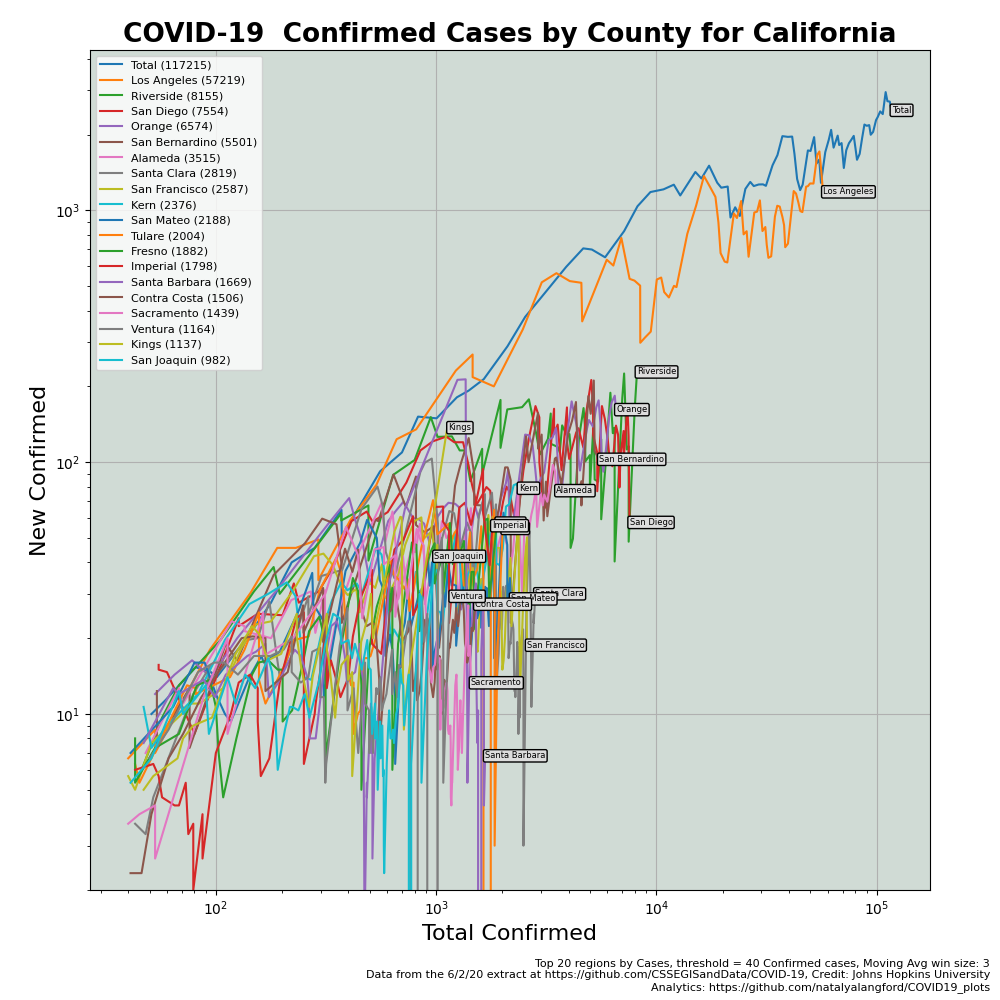 COVID-19  Confirmed Cases by County for California
Total (117215)
Los Angeles (57219)
Riverside (8155)
San Diego (7554)
Orange (6574)
San Bernardino (5501)
Alameda (3515)
Santa Clara (2819)
San Francisco (2587)
Kern (2376)
San Mateo (2188)
Tulare (2004)
Fresno (1882)
Imperial (1798)
Santa Barbara (1669)
Contra Costa (1506)
Sacramento (1439)
Ventura (1164)
Kings (1137)
San Joaquin (982)
Total
Los Angeles
Riverside
Orange
Kings
San Bernardino
Kern
Alameda
San Diego
Imperial
San Joaquin
Ventura
Clara
Mateo
Contra Costa
San Francisco
Sacramento
Santa Barbara
New Confirmed
10³
10²
10¹
10²
10³
10⁴
10⁵
Total Confirmed
Top 20 regions by Cases, threshold = 40 Confirmed cases, Moving Avg win size: 3
Data from the 6/2/20 extract at https://github.com/CSSEGISandData/COVID-19, Credit: Johns Hopkins University
Analytics: https://github.com/natalyalangford/COVID19_plots